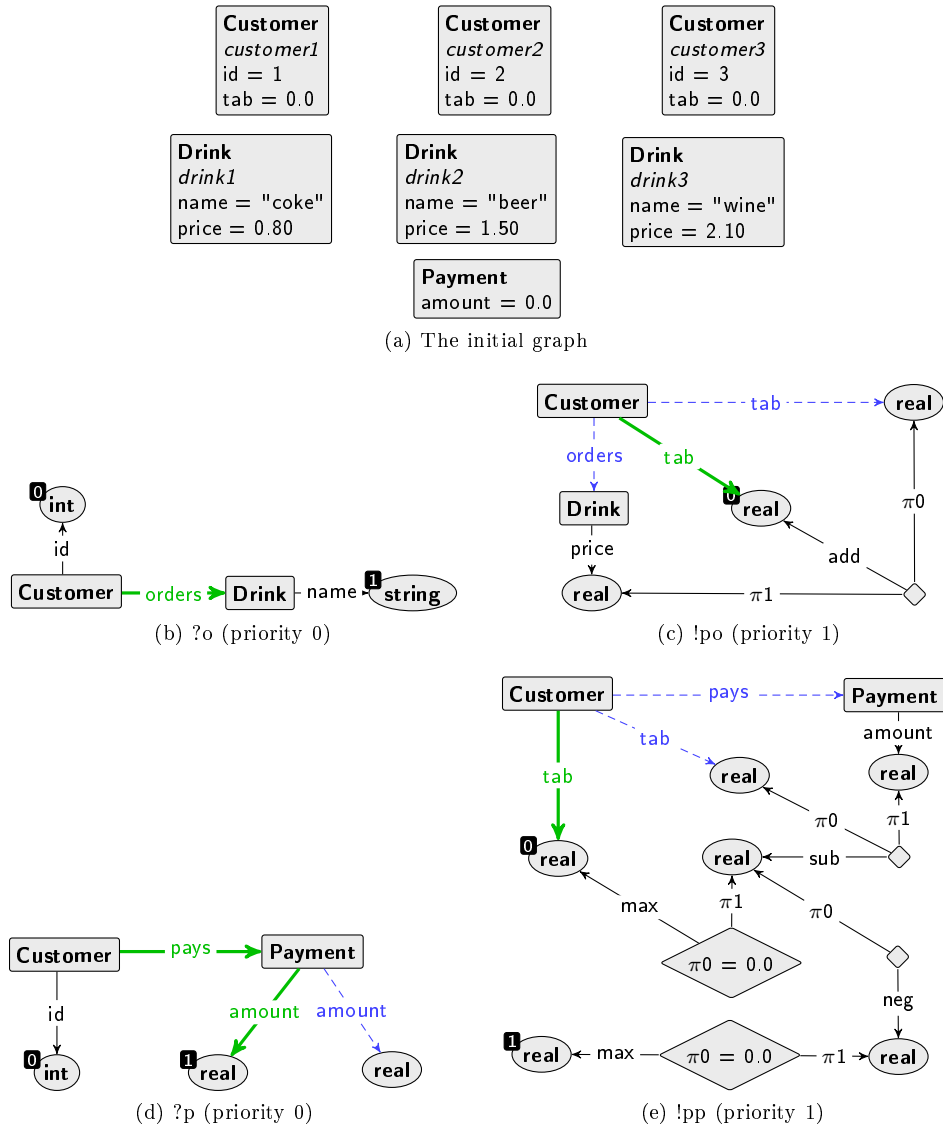 Customer
customer1
id = 1
tab = 0.0
Customer
customer2
id = 2
tab = 0.0
Customer
customer3
id = 3
tab = 0.0
Drink
drink1
name = "coke"
price = 0.80
Drink
drink2
name = "beer"
price = 1.50
Drink
drink3
name = "wine"
price = 2.10
Payment
amount = 0.0
(a) The initial graph
0
int
id
Customer
orders
Drink
name
1
string
(b) ?o (priority 0)
Customer
tab
real
orders
tab
Drink
0
real
π0
price
add
real
π1
(c) !po (priority 1)
Customer
pays
Payment
id
amount
amount
0
int
1
real
real
(d) ?p (priority 0)
Customer
pays
Payment
tab
amount
tab
real
real
π0
π1
0
real
real
sub
max
π1
π0
π0 = 0.0
neg
1
real
max
π0 = 0.0
π1
real
(e) !pp (priority 1)